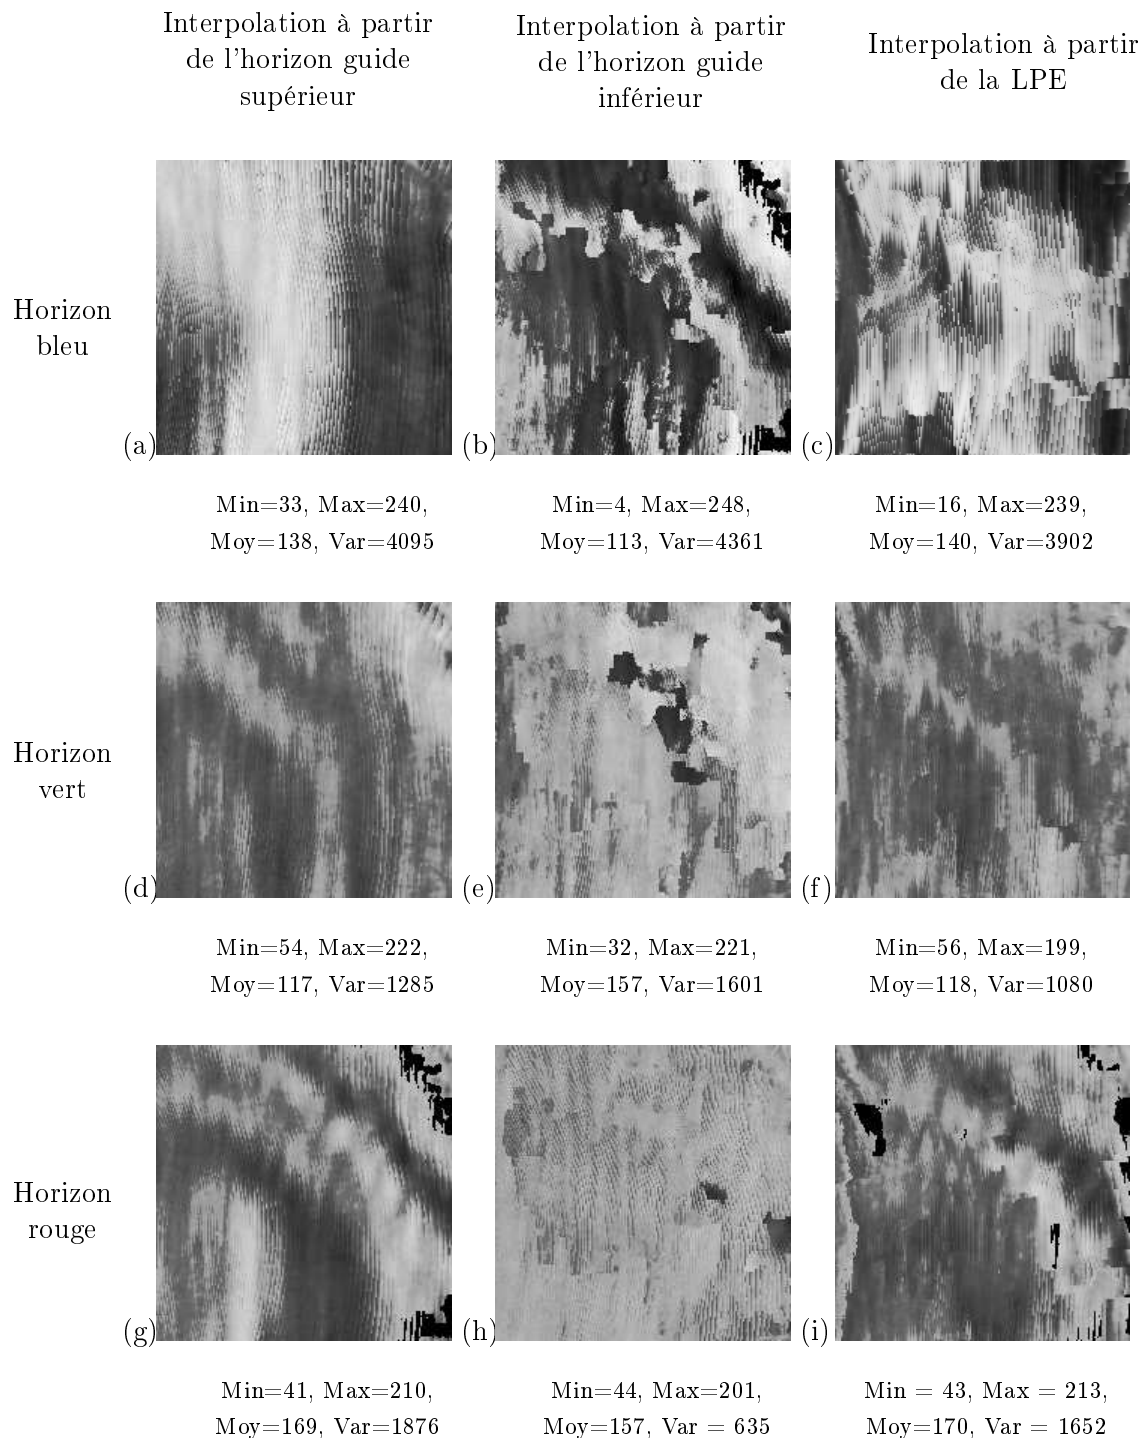 Interpolation à partir
de l'horizon guide
supérieur
Interpolation à partir
de l'horizon guide
inférieur
Interpolation à partir
de la LPE
Horizon
bleu
(a)
(b)
(c)
Min=33, Max=240,
Moy=138, Var=4095
Min=4, Max=248,
Moy=113, Var=4361
Min=16, Max=239,
Moy=140, Var=3902
Horizon
vert
(d)
(e)
(f)
Min=54, Max=222,
Moy=117, Var=1285
Min=32, Max=221,
Moy=157, Var=1601
Min=56, Max=199,
Moy=118, Var=1080
Horizon
rouge
(g)
(h)
(i)
Min=41, Max=210,
Moy=169, Var=1876
Min=44, Max=201,
Moy=157, Var = 635
Min = 43, Max = 213,
Moy=170, Var = 1652